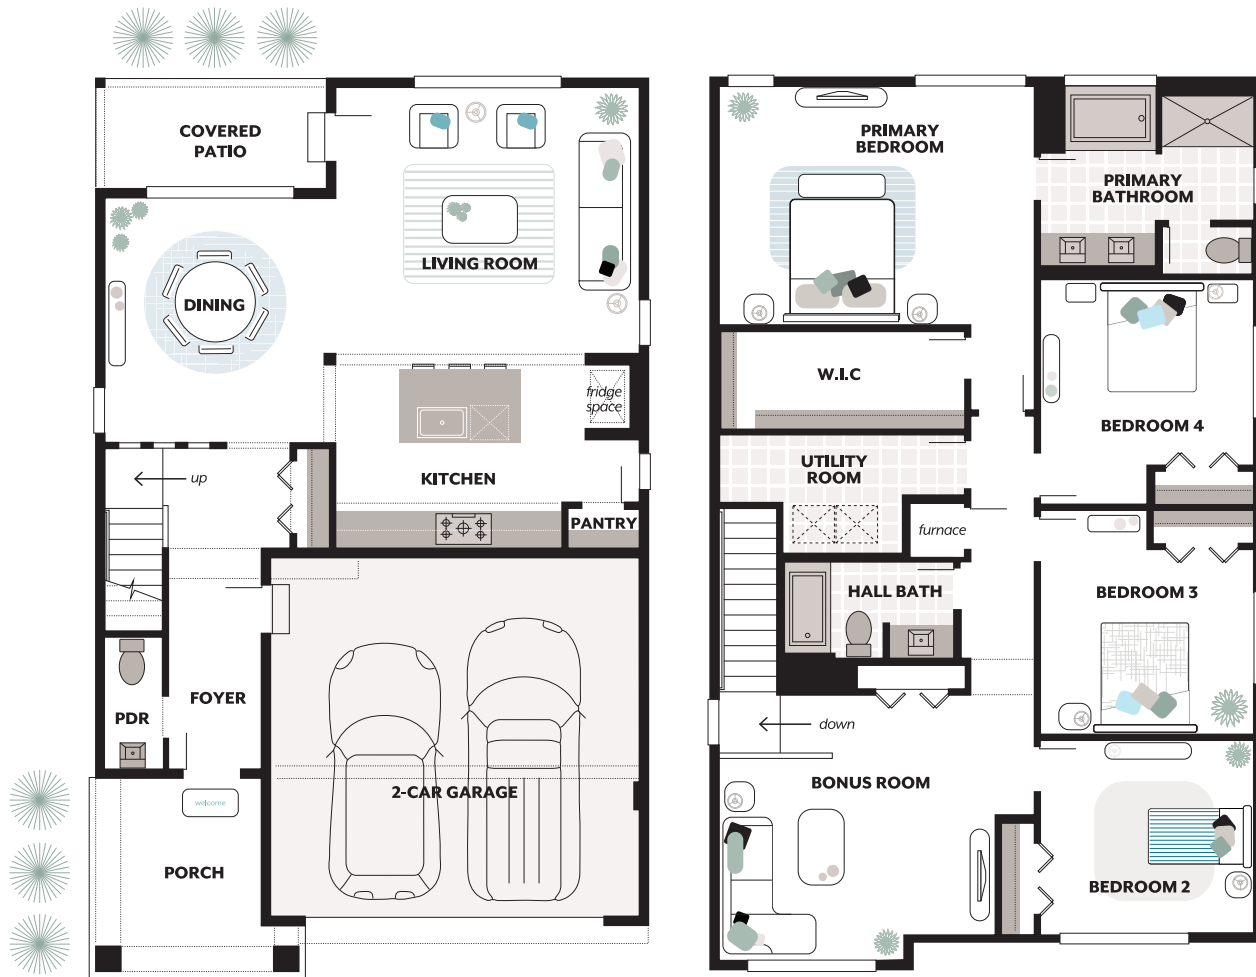 COVERED
PATIO
LIVING ROOM
DINING
fridge
space
up
KITCHEN
PANTRY
FOYER
PDR
2-CAR GARAGE
welcome
PORCH
PRIMARY
BEDROOM
PRIMARY
BATHROOM
W.I.C
BEDROOM 4
UTILITY
ROOM
furnace
HALL BATH
BEDROOM 3
down
BONUS ROOM
BEDROOM 2